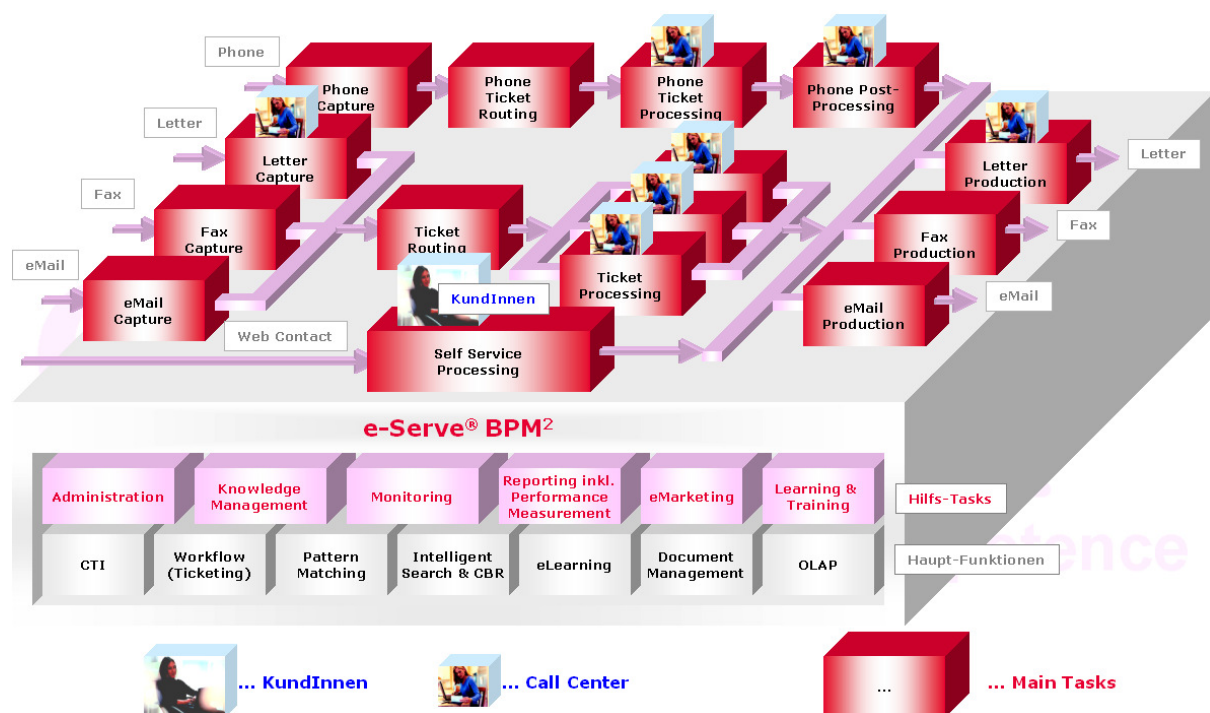 Phone
Phone
Capture
Phone
Ticket
Routing
Phone
Ticket
Processing
Phone Post-
Processing
Letter
Letter
Capture
Letter
Production
Letter
Fax
Fax
Capture
Ticket
Routing
Ticket
Processing
Fax
Production
Fax
eMail
eMail
Capture
KundInnen
eMail
Production
eMail
Web Contact
Self Service
Processing
e-Serve® BPM²
Administration
Knowledge
Management
Monitoring
Reporting inkl.
Performance
Measurement
eMarketing
Learning &
Training
Hilfs-Tasks
CTI
Workflow
(Ticketing)
Pattern
Matching
Intelligent
Search & CBR
eLearning
Document
Management
OLAP
Haupt-Funktionen
... KundInnen
... Call Center
...
... Main Tasks